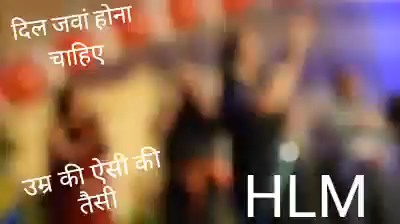 दिल जवां होना
चाहिए
उम्र की ऐसी की
तैसी
HLM